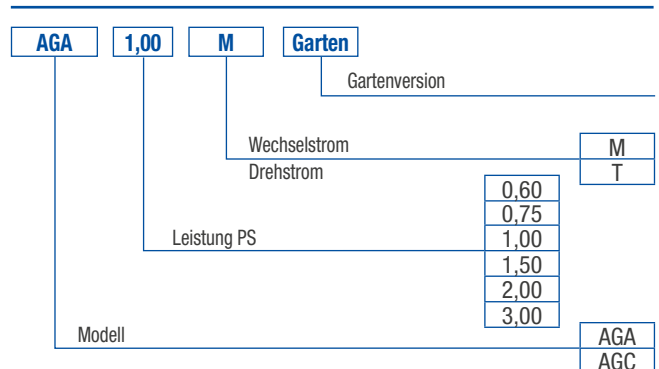 AGA 1,00 M Garten
Gartenversion
Wechselstrom M
Drehstrom T
0,60
0,75
Leistung PS 1,00
1,50
2,00
3,00
Modell AGA
AGC